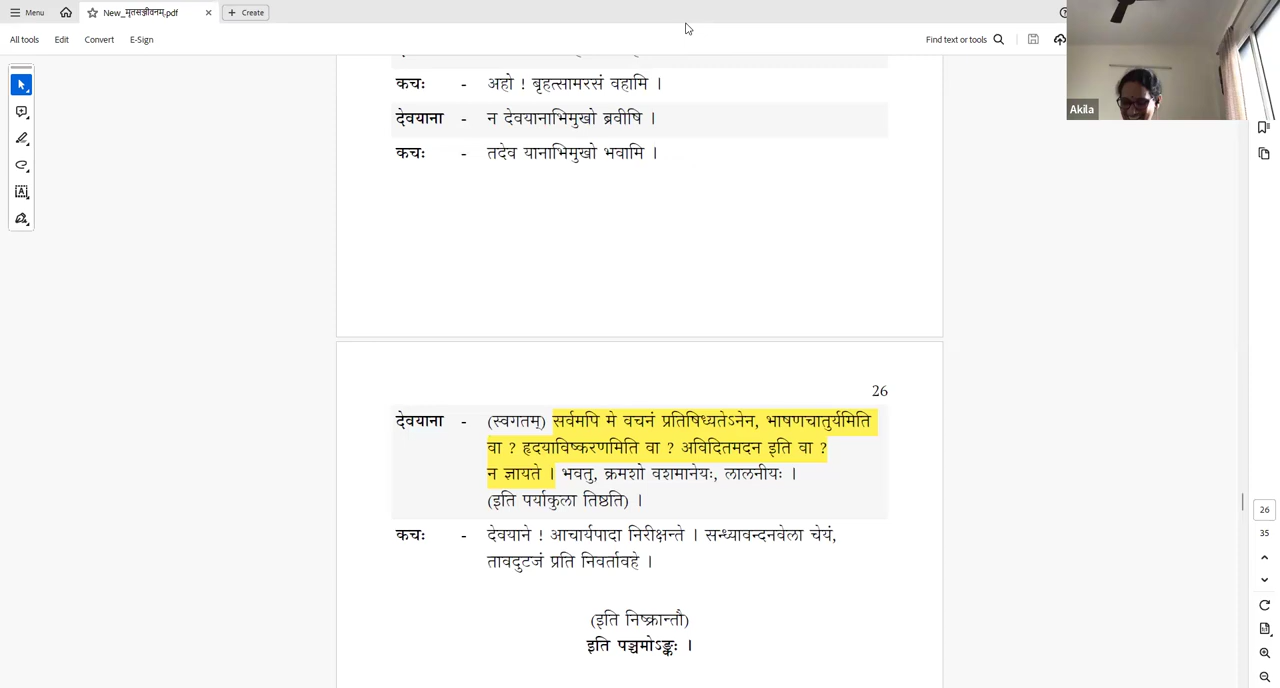 Menu
New_मृतसञ्जीवनम्.pdf
Create
All tools
Edit
Convert
E-Sign
Find text or tools
Akila
कचः - अहो ! बृहत्सामरसं वहामि ।
देवयाना - न देवयानाभिमुखो ब्रवीषि ।
कचः - तदेव यानाभिमुखो भवामि ।
26
देवयाना - (स्वगतम्) सर्वमपि मे वचनं प्रतिषिध्यतेऽनेन, भाषणचातुर्यमिति
वा ? हृदयाविष्करणमिति वा ? अविदितमदन इति वा ?
न ज्ञायते । भवतु, क्रमशो वशमानेयः, लालनीयः ।
(इति पर्याकुला तिष्ठति) ।
कचः - देवयाने ! आचार्यपादा निरीक्षन्ते । सन्ध्यावन्दनवेला चेयं,
तावदुटजं प्रति निवर्तावहे ।
(इति निष्क्रान्तौ)
इति पञ्चमोऽङ्कः ।
26
35